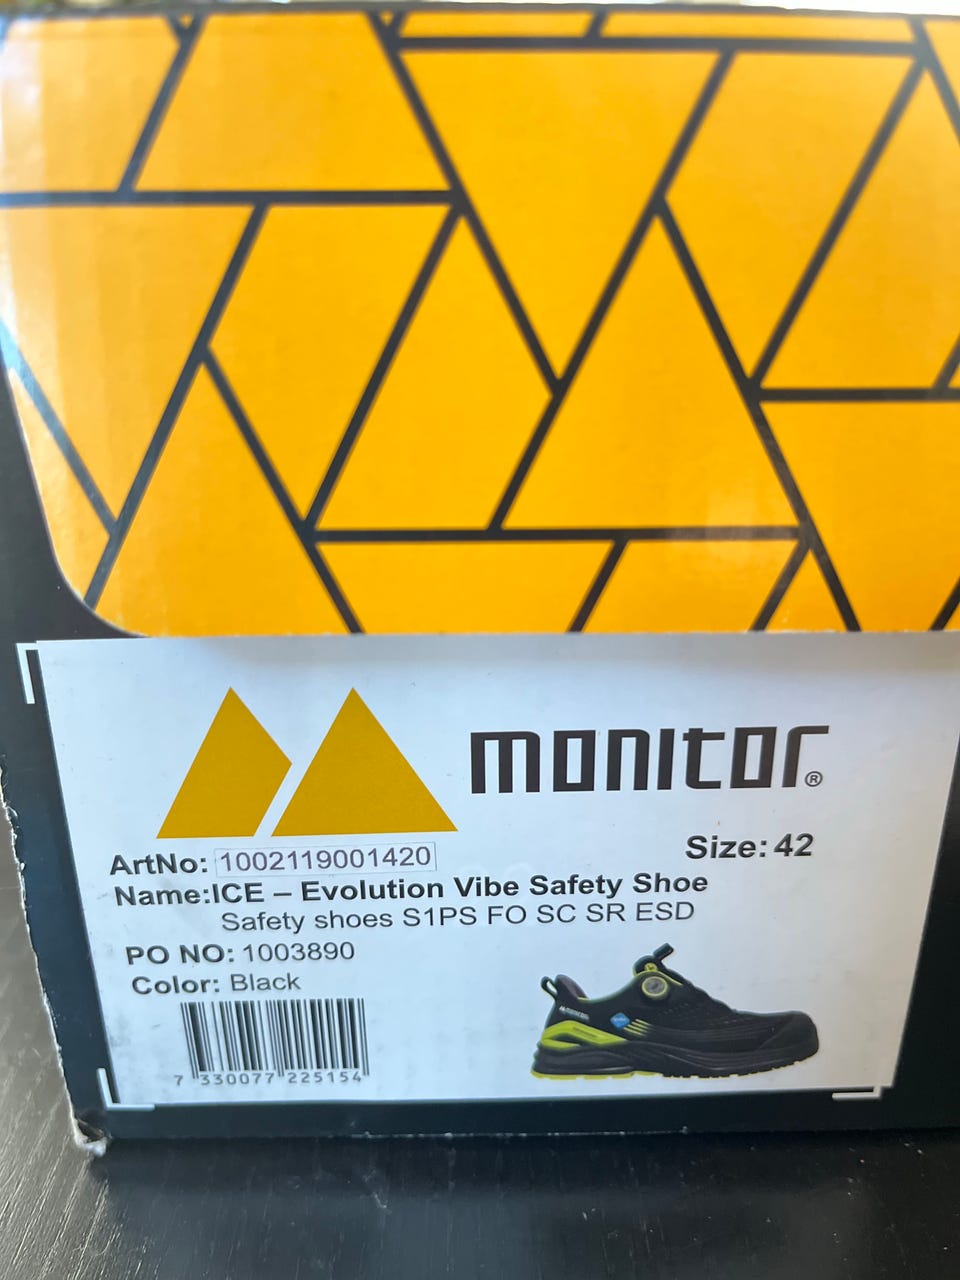 monitor®
Size: 42
ArtNo: 1002119001420
Name:ICE – Evolution Vibe Safety Shoe
Safety shoes S1PS FO SC SR ESD
PO NO: 1003890
Color: Black
7 330077 225154